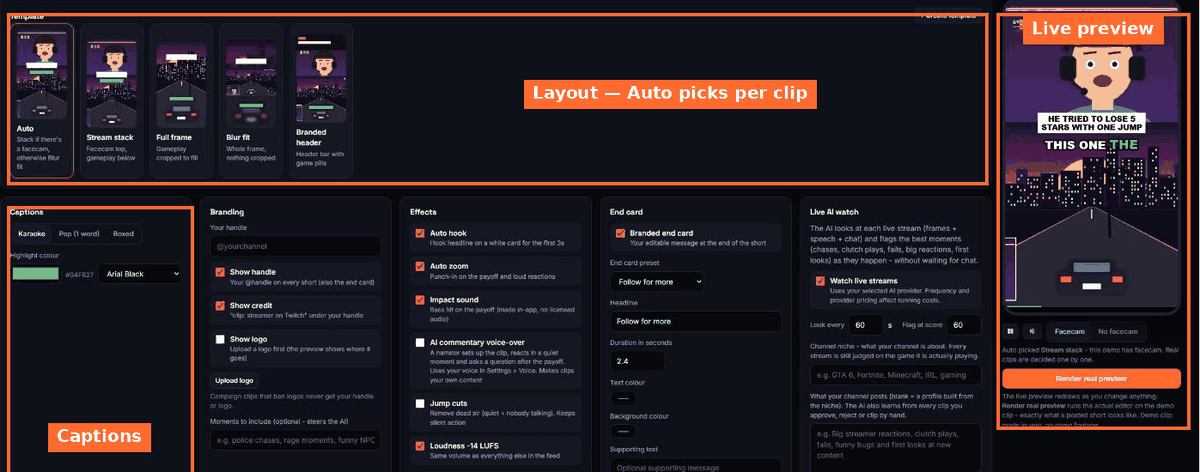 Template
Live preview
Layout — Auto picks per clip
Auto
Stack if there's
a facecam,
otherwise Blur
fit
Stream stack
Facecam top,
gameplay below
Full frame
Gameplay
cropped to fill
Blur fit
Whole frame,
nothing cropped
Branded
header
Header bar with
game pills
HE TRIED TO LOSE 5
STARS WITH ONE JUMP
THIS ONE THE
Captions
Karaoke
Pop (1 word)
Boxed
Highlight colour
#04F827
Arial Black
Captions
Branding
Your handle
@yourchannel
Show handle
Your @handle on every short (also the end card)
Show credit
"clip: streamer on Twitch" under your handle
Show logo
Upload a logo first (the preview shows where it
goes)
Upload logo
Campaign clips that ban logos never get your handle
or logo.
Moments to include (optional - steers the AI)
e.g. police chases, rage moments, funny NPC
Effects
Auto hook
Hook headline on a white card for the first 3s
Auto zoom
Punch-in on the payoff and loud reactions
Impact sound
Bass hit on the payoff (made in-app, no licensed
audio)
AI commentary voice-over
A narrator sets up the clip, reacts in a quiet
moment and asks a question after the payoff.
Uses your voice in Settings > Voice. Makes clips
your own content
Jump cuts
Remove dead air (quiet + nobody talking). Keeps
silent action
Loudness -14 LUFS
Same volume as everything else in the feed
End card
Branded end card
Your editable message at the end of the short
End card preset
Follow for more
Headline
Follow for more
Duration in seconds
2.4
Text colour
Background colour
Supporting text
Optional supporting message
Live AI watch
The AI looks at each live stream (frames +
speech + chat) and flags the best moments
(chases, clutch plays, fails, big reactions, first
looks) as they happen - without waiting for chat.
Watch live streams
Uses your selected AI provider. Frequency and
provider pricing affect running costs.
Look every 60 s Flag at score 60
Channel niche - what your channel is about. Every
stream is still judged on the game it is actually playing.
e.g. GTA 6, Fortnite, Minecraft, IRL, gaming
What your channel posts (blank = a profile built from
the niche). The AI also learns from every clip you
approve, reject or clip by hand.
e.g. Big streamer reactions, clutch plays,
fails, funny bugs and first looks at new
content
Facecam
No facecam
Auto picked Stream stack - this demo has facecam. Real
clips are decided one by one.
Render real preview
The live preview redraws as you change anything.
Render real preview runs the actual editor on the demo
clip - exactly what a posted short looks like. Demo clip:
made in-app, no game footage